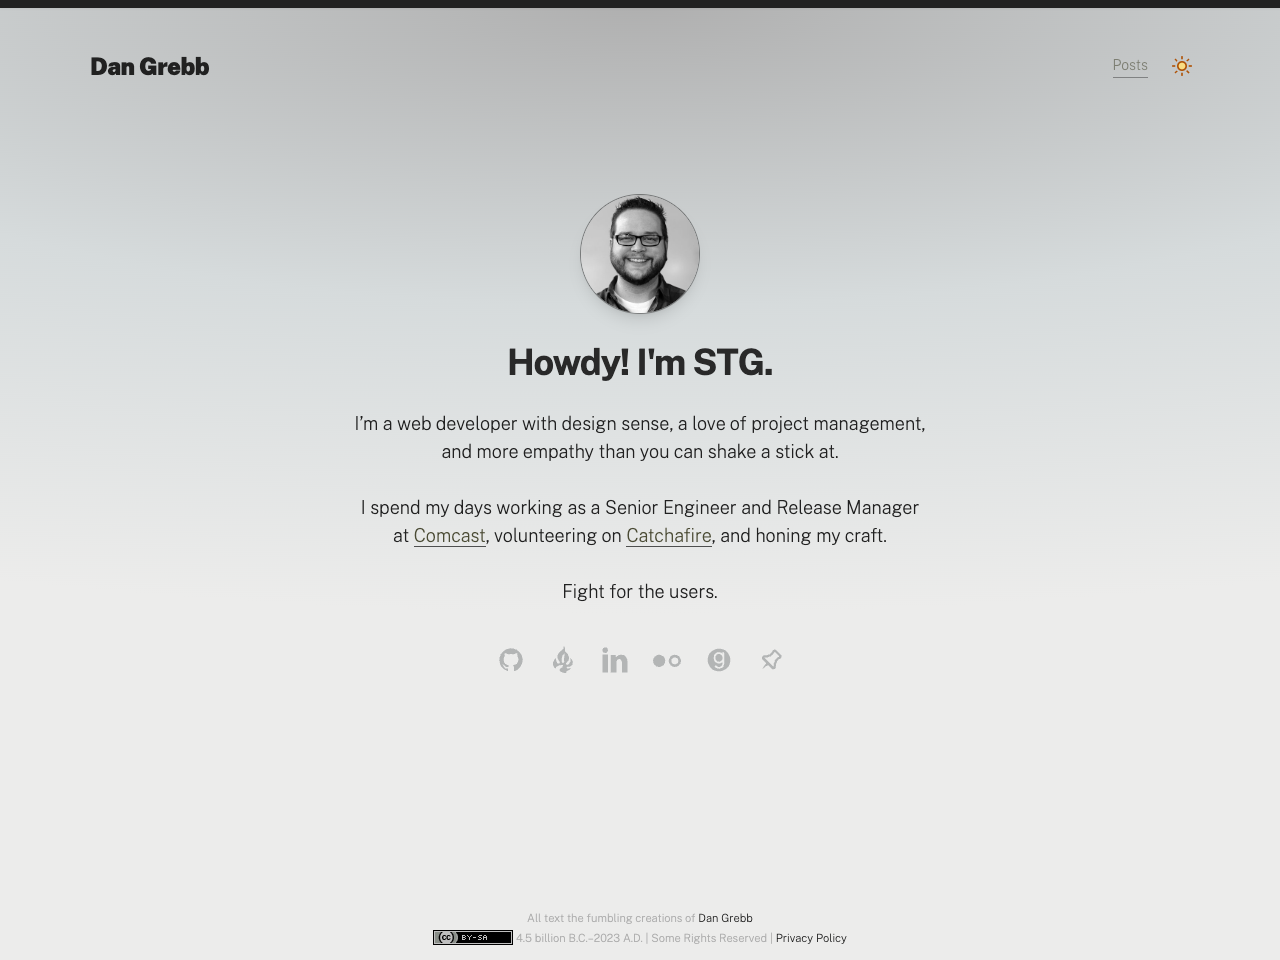 Dan Grebb
Posts
Howdy! I'm STG.
I’m a web developer with design sense, a love of project management,
and more empathy than you can shake a stick at.
I spend my days working as a Senior Engineer and Release Manager
at Comcast, volunteering on Catchafire, and honing my craft.
Fight for the users.
in
g
All text the fumbling creations of Dan Grebb
cc BY-SA 4.5 billion B.C.–2023 A.D. | Some Rights Reserved | Privacy Policy